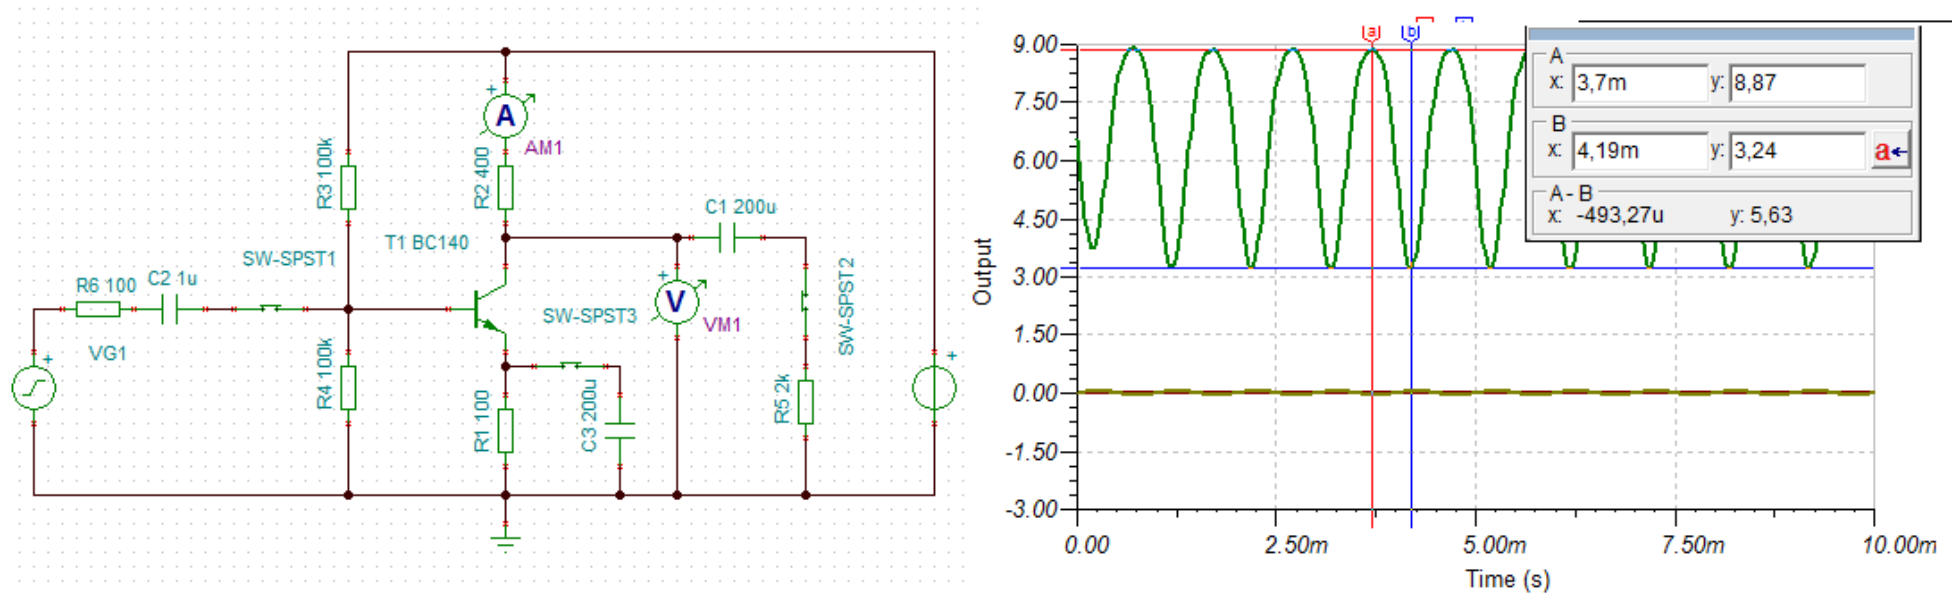 R3 100k
+
A
AM1
R2 400
C1 200u
T1 BC140
SW-SPST1
R6 100
C2 1u
SW-SPST2
+
V
VM1
SW-SPST3
VG1
+
+
R4 100k
R1 100
C3 200u
R5 2k
a
b
9.00
7.50
6.00
4.50
3.00
1.50
0.00
-1.50
-3.00
Output
0.00
2.50m
5.00m
7.50m
10.00m
Time (s)
A
x: 3,7m y: 8,87
B
x: 4,19m y: 3,24 a←
A - B
x: -493,27u y: 5,63